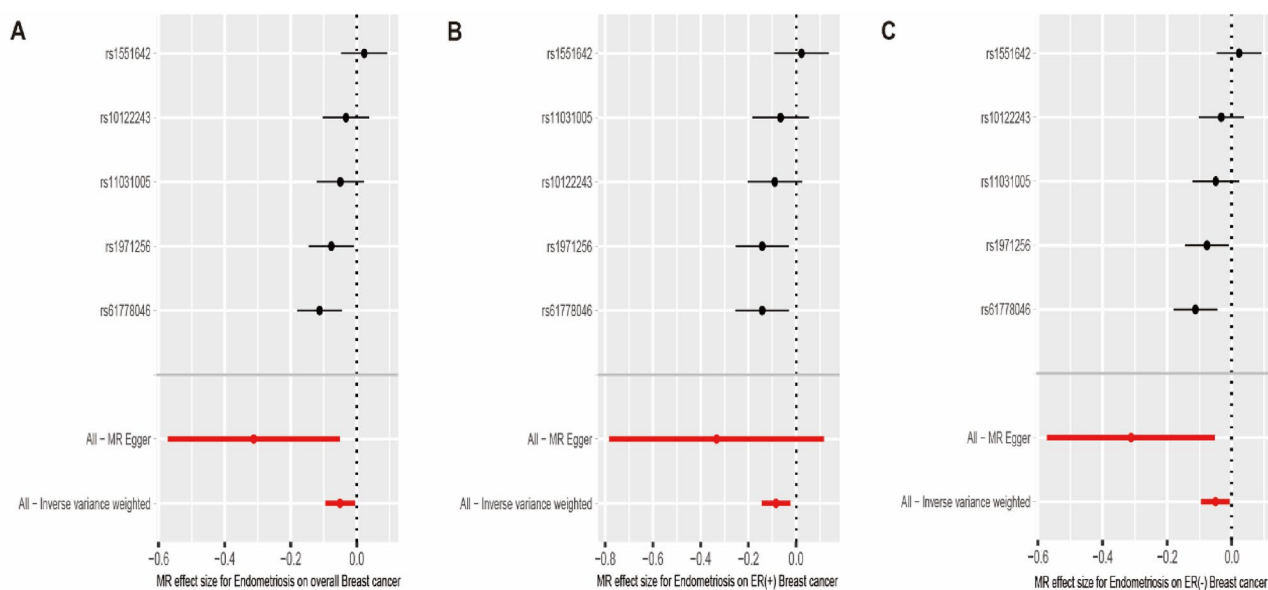 A
rs1551642
rs10122243
rs11031005
rs1971256
rs61778046
All − MR Egger
All − Inverse variance weighted
−0.6 −0.4 −0.2 0.0
MR effect size for Endometriosis on overall Breast cancer
B
rs1551642
rs11031005
rs10122243
rs1971256
rs61778046
All − MR Egger
All − Inverse variance weighted
−0.8 −0.6 −0.4 −0.2 0.0
MR effect size for Endometriosis on ER(+) Breast cancer
C
rs1551642
rs10122243
rs11031005
rs1971256
rs61778046
All − MR Egger
All − Inverse variance weighted
−0.6 −0.4 −0.2 0.0
MR effect size for Endometriosis on ER(-) Breast cancer